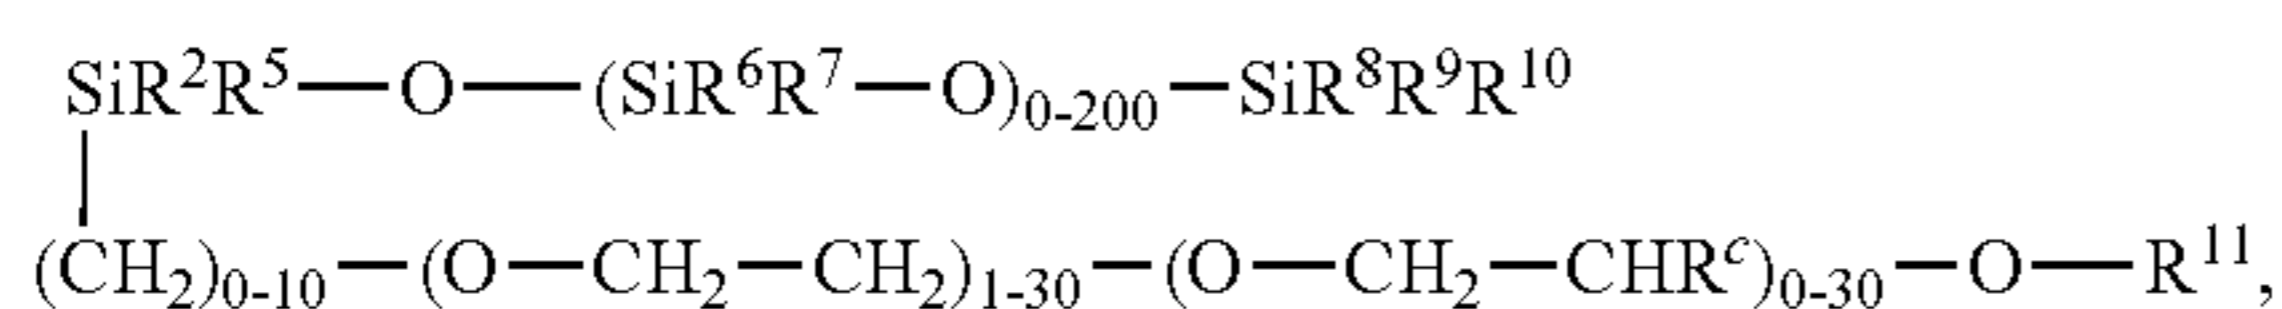 SiR²R⁵—O—(SiR⁶R⁷—O)₀₋₂₀₀—SiR⁸R⁹R¹⁰
(CH₂)₀₋₁₀—(O—CH₂—CH₂)₁₋₃₀—(O—CH₂—CHRᶜ)₀₋₃₀—O—R¹¹,